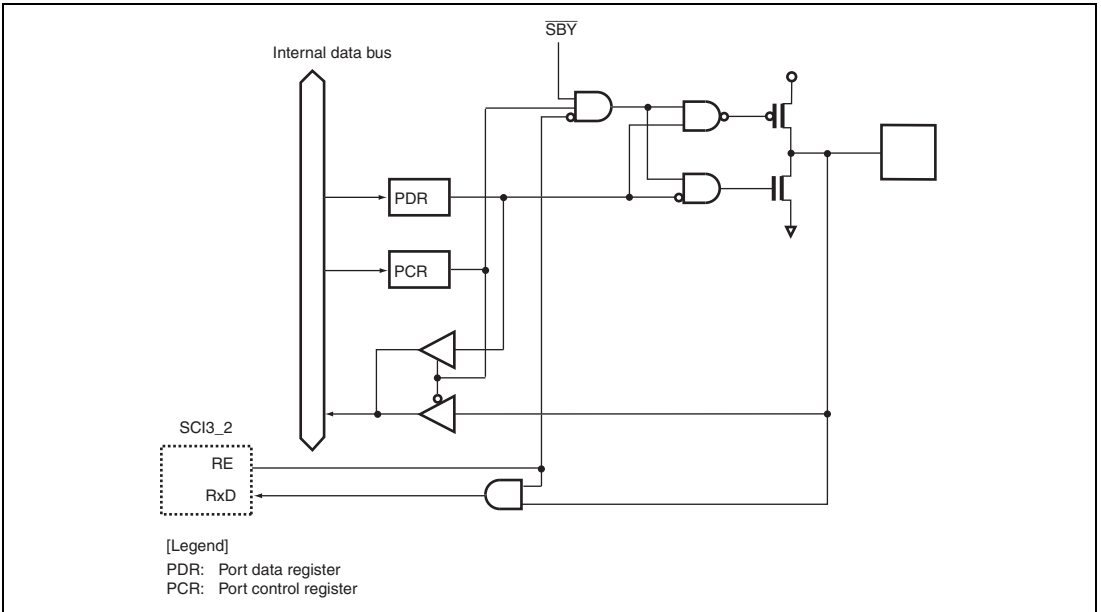 SBY
Internal data bus
PDR
PCR
SCI3_2
RE
RxD
[Legend]
PDR: Port data register
PCR: Port control register